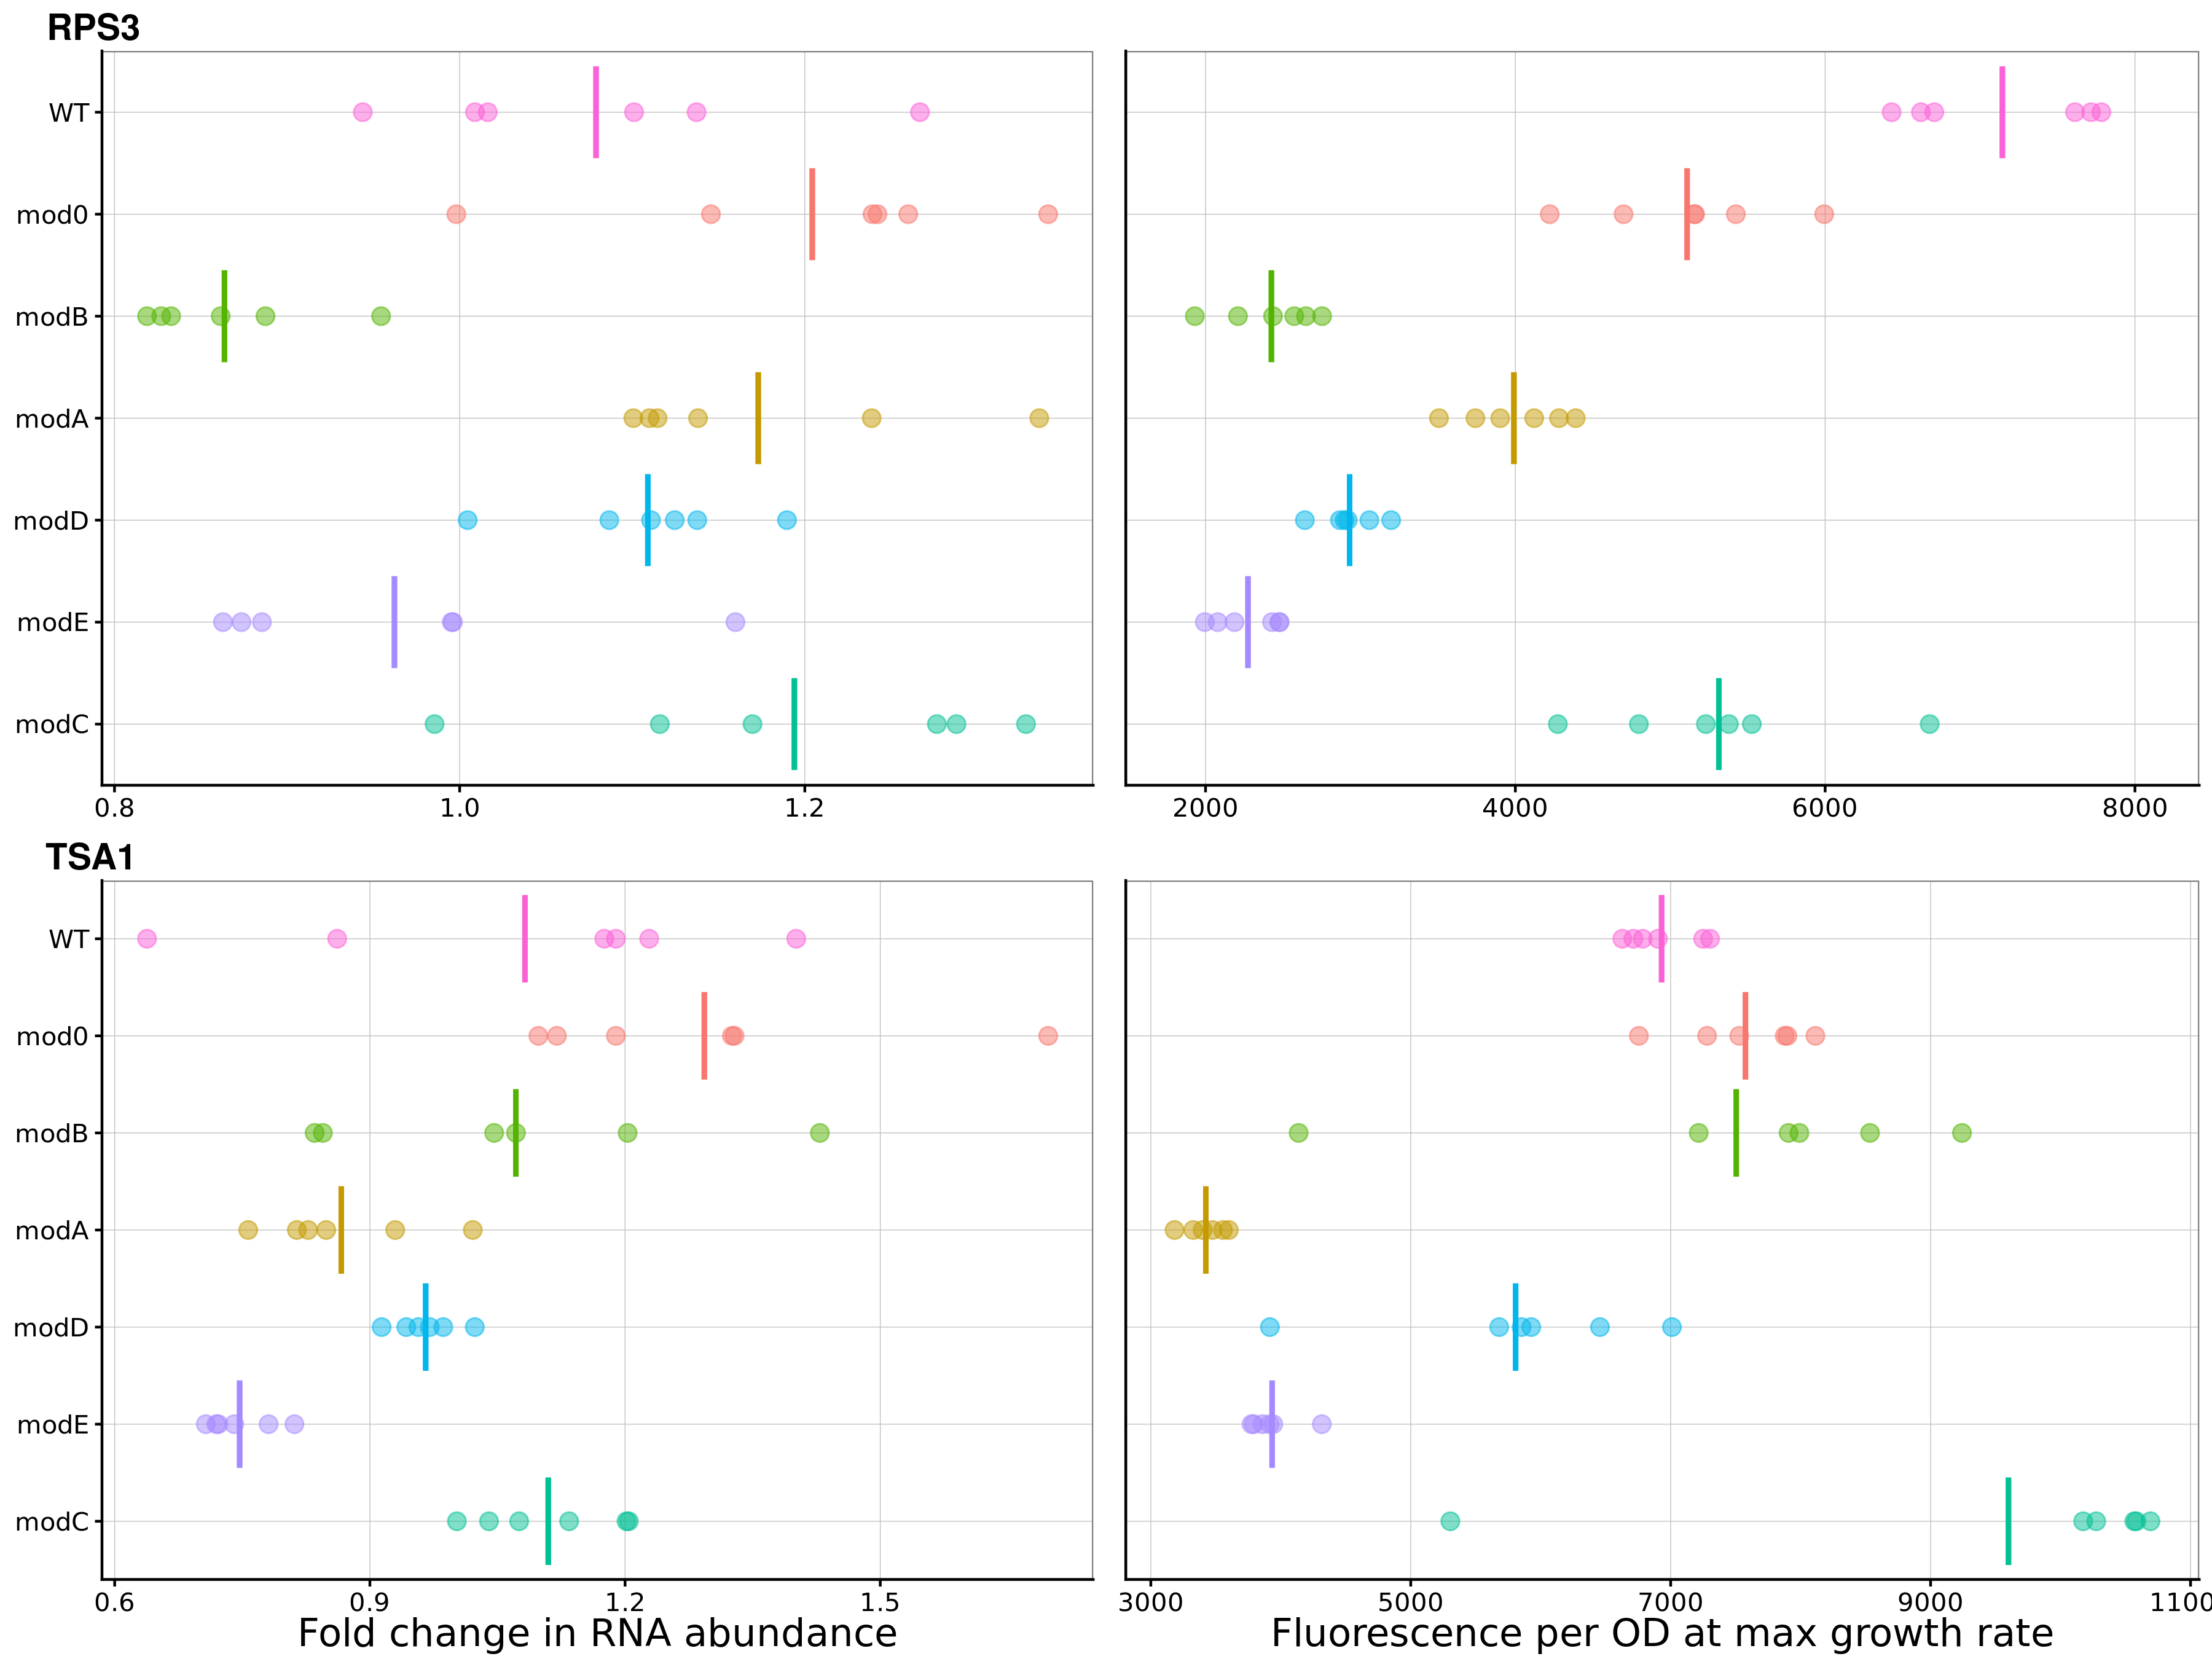 RPS3
WT
mod0
modB
modA
modD
modE
modC
0.8 1.0 1.2
2000 4000 6000 8000
TSA1
WT
mod0
modB
modA
modD
modE
modC
0.6 0.9 1.2 1.5
3000 5000 7000 9000 1100
Fold change in RNA abundance
Fluorescence per OD at max growth rate